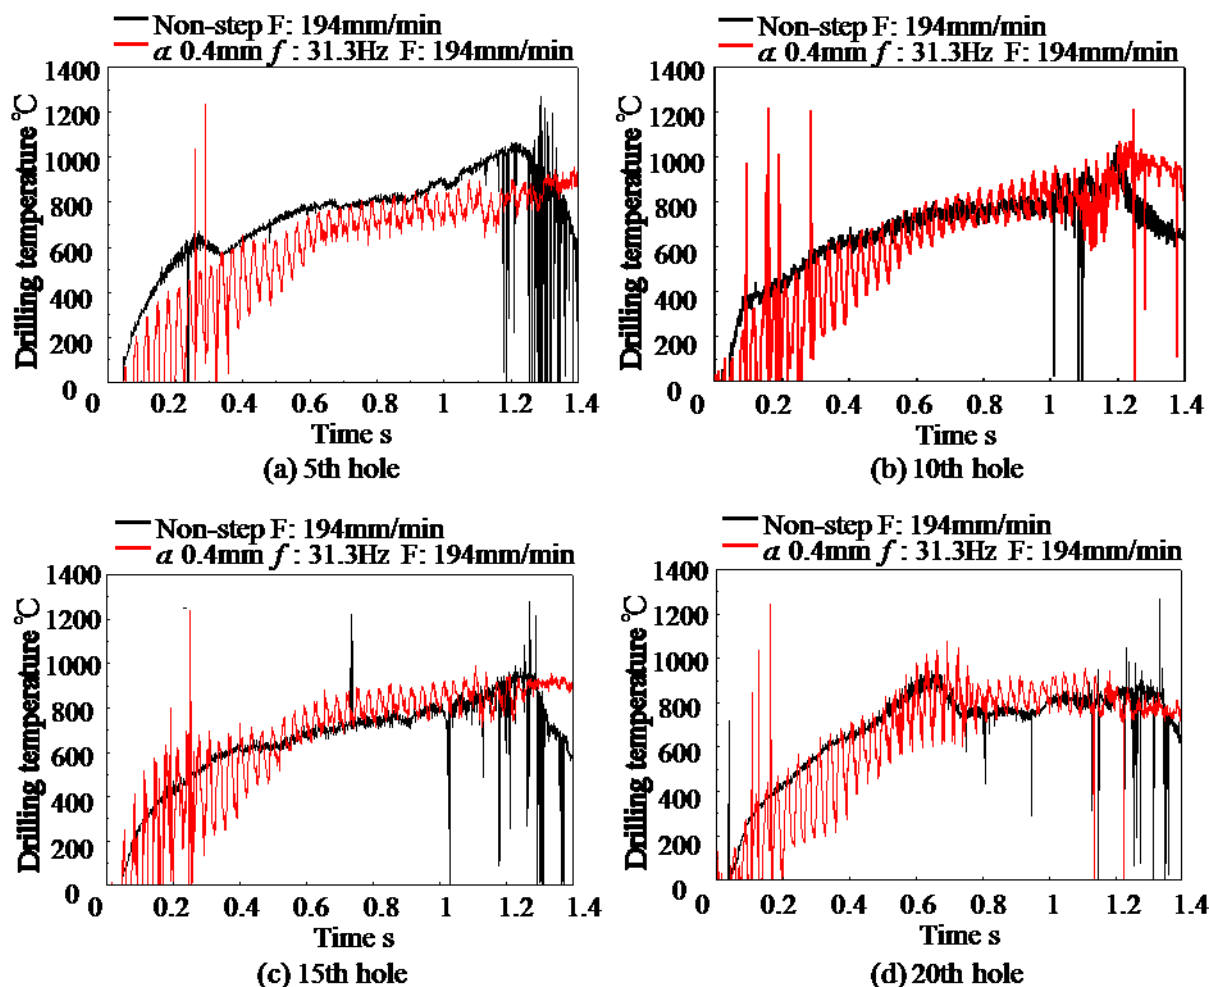 Non-step F: 194mm/min
α 0.4mm f : 31.3Hz F: 194mm/min
Drilling temperature ℃
1400
1200
1000
800
600
400
200
0
0 0.2 0.4 0.6 0.8 1 1.2 1.4
Time s
(a) 5th hole
Non-step F: 194mm/min
α 0.4mm f : 31.3Hz F: 194mm/min
Drilling temperature ℃
1400
1200
1000
800
600
400
200
0
0 0.2 0.4 0.6 0.8 1 1.2 1.4
Time s
(b) 10th hole
Non-step F: 194mm/min
α 0.4mm f : 31.3Hz F: 194mm/min
Drilling temperature ℃
1400
1200
1000
800
600
400
200
0
0 0.2 0.4 0.6 0.8 1 1.2 1.4
Time s
(c) 15th hole
Non-step F: 194mm/min
α 0.4mm f : 31.3Hz F: 194mm/min
Drilling temperature ℃
1400
1200
1000
800
600
400
200
0
0 0.2 0.4 0.6 0.8 1 1.2 1.4
Time s
(d) 20th hole